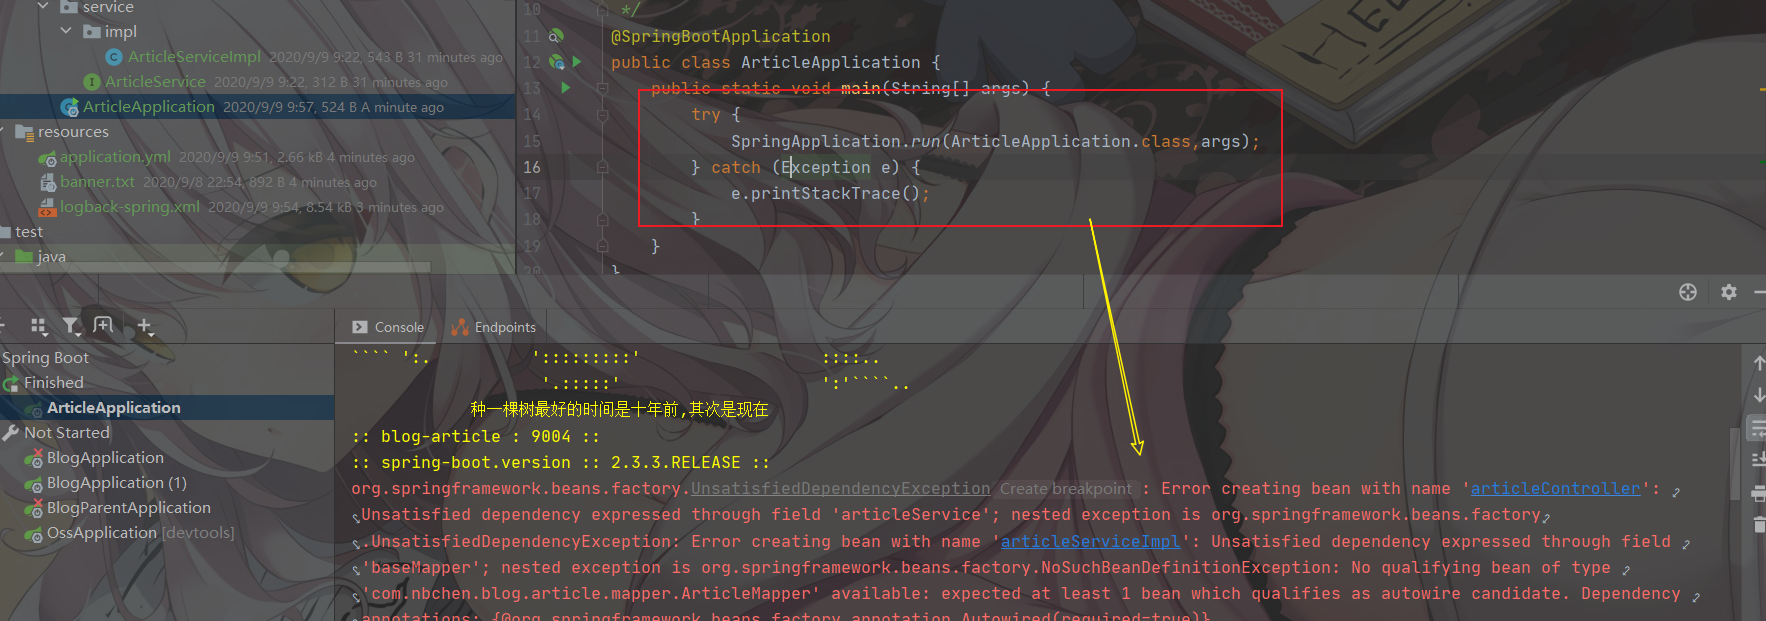 service
impl
ArticleServiceImpl 2020/9/9 9:22, 543 B 31 minutes ago
ArticleService 2020/9/9 9:22, 312 B 31 minutes ago
ArticleApplication 2020/9/9 9:57, 524 B A minute ago
resources
application.yml 2020/9/9 9:51, 2.66 kB 4 minutes ago
banner.txt 2020/9/8 22:54, 892 B 4 minutes ago
logback-spring.xml 2020/9/9 9:54, 8.54 kB 3 minutes ago
test
java
10 */
11 @SpringBootApplication
12 public class ArticleApplication {
13 public static void main(String[] args) {
14 try {
15 SpringApplication.run(ArticleApplication.class,args);
16 } catch (Exception e) {
17 e.printStackTrace();
18 }
19 }
20 }
Spring Boot
Finished
ArticleApplication
Not Started
BlogApplication
BlogApplication (1)
BlogParentApplication
OssApplication [devtools]
Console Endpoints
```` ':. ':::::::::' ::::..
'.:::::' ':'````..
种一棵树最好的时间是十年前,其次是现在
:: blog-article : 9004 ::
:: spring-boot.version :: 2.3.3.RELEASE ::
org.springframework.beans.factory.UnsatisfiedDependencyException Create breakpoint : Error creating bean with name 'articleController':
Unsatisfied dependency expressed through field 'articleService'; nested exception is org.springframework.beans.factory
.UnsatisfiedDependencyException: Error creating bean with name 'articleServiceImpl': Unsatisfied dependency expressed through field
'baseMapper'; nested exception is org.springframework.beans.factory.NoSuchBeanDefinitionException: No qualifying bean of type
'com.nbchen.blog.article.mapper.ArticleMapper' available: expected at least 1 bean which qualifies as autowire candidate. Dependency
annotations: {@org.springframework.beans.factory.annotation.Autowired(required=true)}